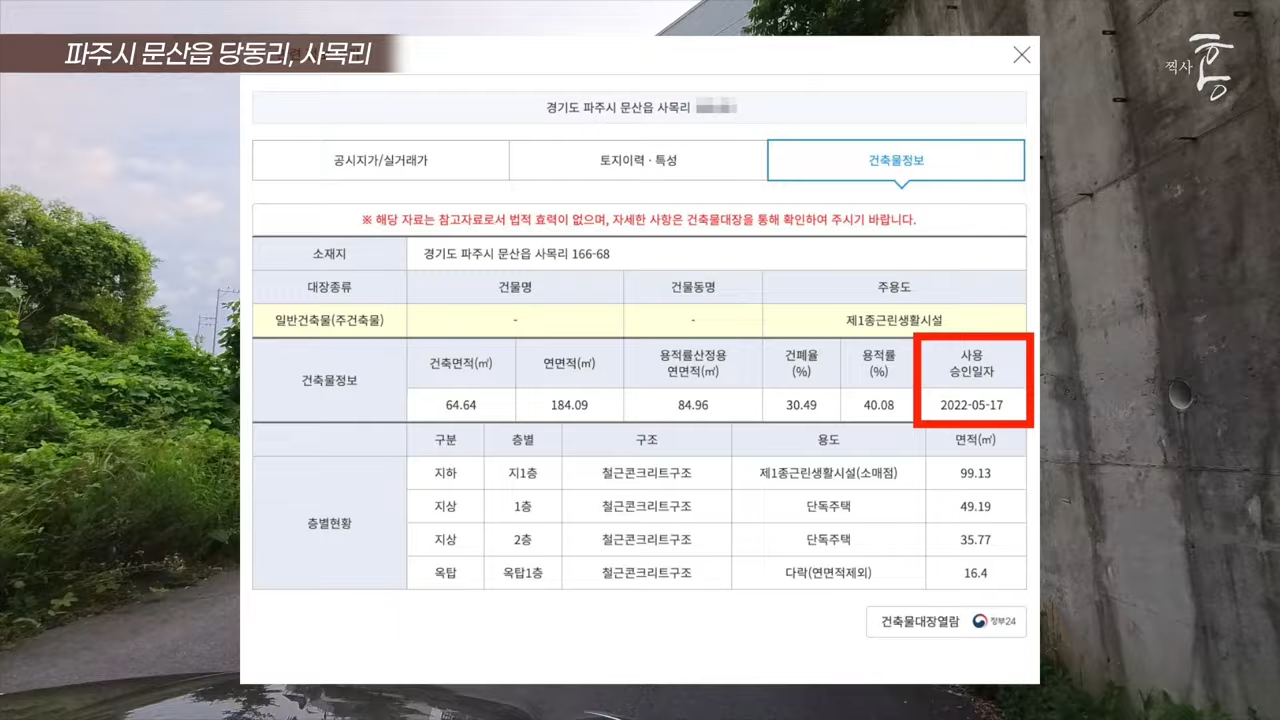 파주시 문산읍 당동리, 사목리
찍사 홍
경기도 파주시 문산읍 사목리
공시지가/실거래가 토지이력 · 특성 건축물정보
※ 해당 자료는 참고자료로서 법적 효력이 없으며, 자세한 사항은 건축물대장을 통해 확인하여 주시기 바랍니다.
소재지 경기도 파주시 문산읍 사목리 166-68
대장종류 건물명 건물동명 주용도
일반건축물(주건축물) - - 제1종근린생활시설
건축물정보
건축면적(㎡) 연면적(㎡) 용적률산정용 연면적(㎡) 건폐율 (%) 용적률 (%) 사용 승인일자
64.64 184.09 84.96 30.49 40.08 2022-05-17
층별현황
구분 층별 구조 용도 면적(㎡)
지하 지1층 철근콘크리트구조 제1종근린생활시설(소매점) 99.13
지상 1층 철근콘크리트구조 단독주택 49.19
지상 2층 철근콘크리트구조 단독주택 35.77
옥탑 옥탑1층 철근콘크리트구조 다락(연면적제외) 16.4
건축물대장열람 정부24